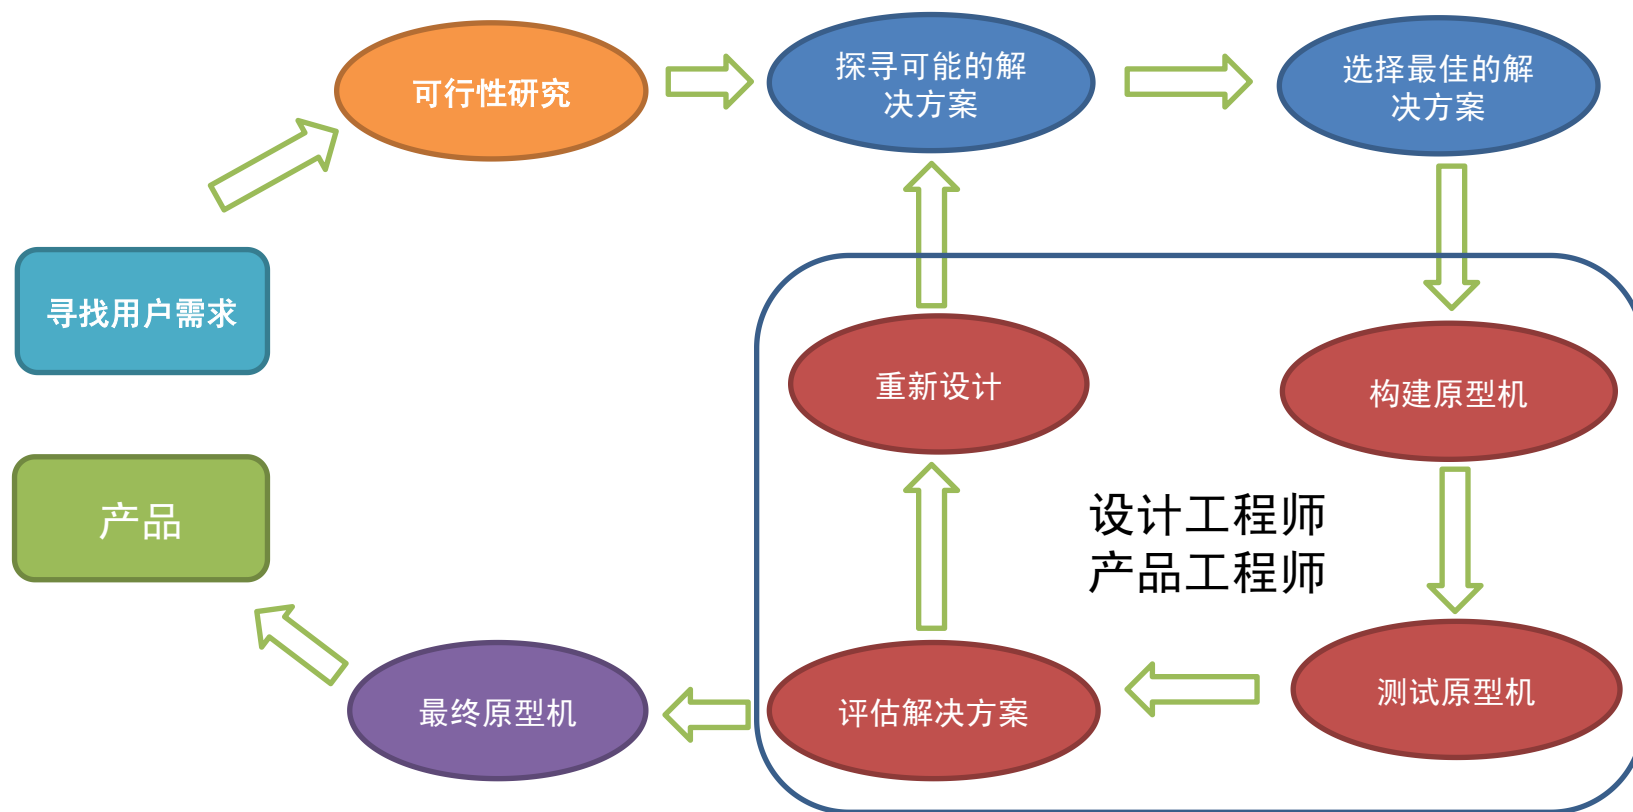 可行性研究
探寻可能的解
决方案
选择最佳的解
决方案
寻找用户需求
重新设计
构建原型机
产品
设计工程师
产品工程师
最终原型机
评估解决方案
测试原型机